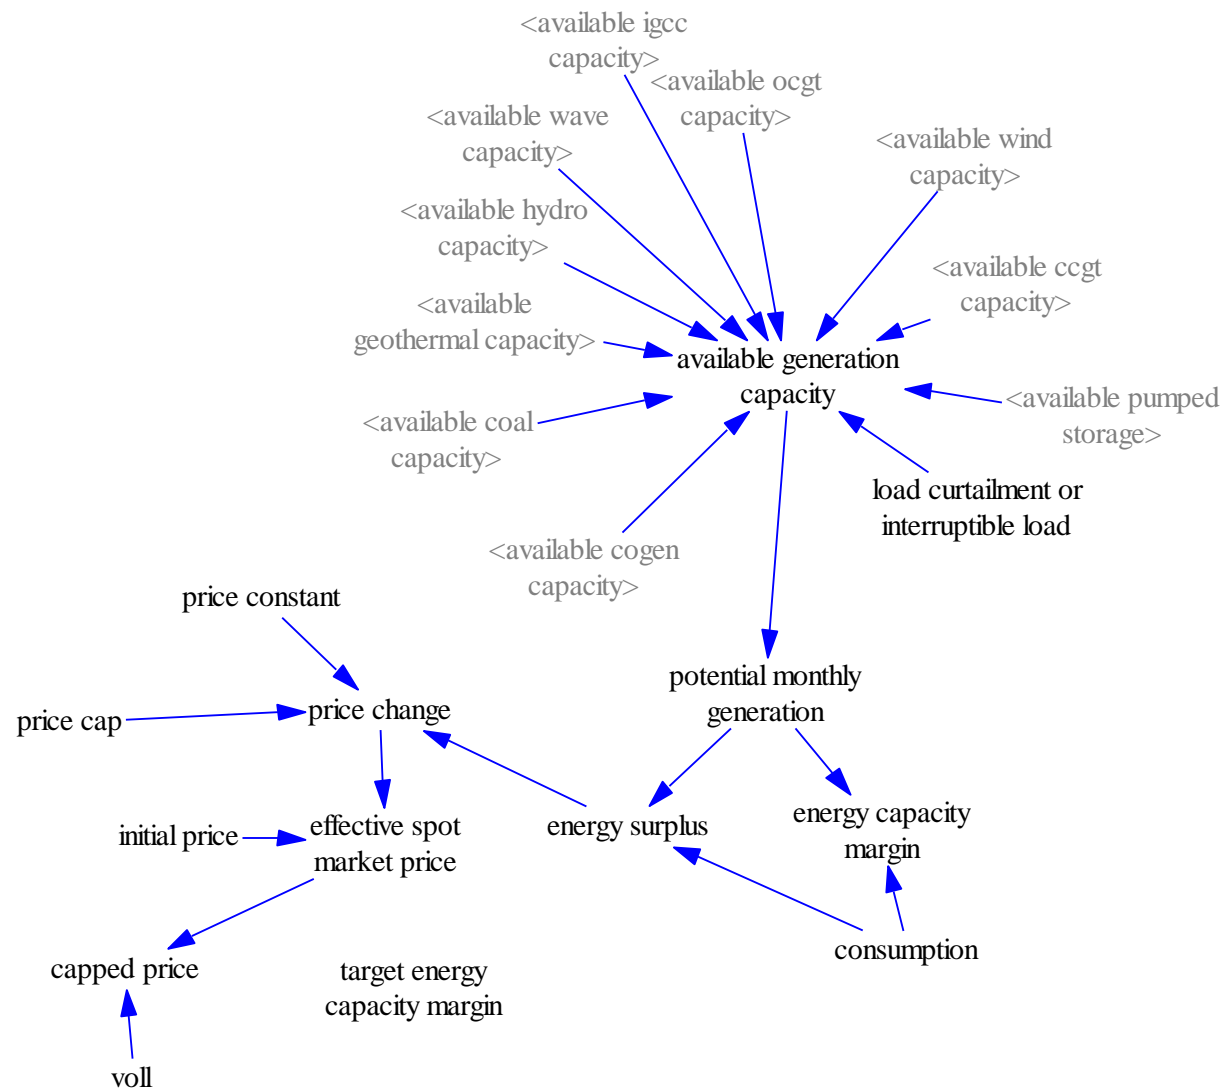 <available igcc
capacity>
<available ocgt
capacity>
<available wave
capacity>
<available wind
capacity>
<available hydro
capacity>
<available ccgt
capacity>
<available
geothermal capacity>
available generation
capacity
<available pumped
storage>
<available coal
capacity>
load curtailment or
interruptible load
<available cogen
capacity>
price constant
potential monthly
generation
price cap
price change
initial price
effective spot
market price
energy surplus
energy capacity
margin
consumption
capped price
target energy
capacity margin
voll